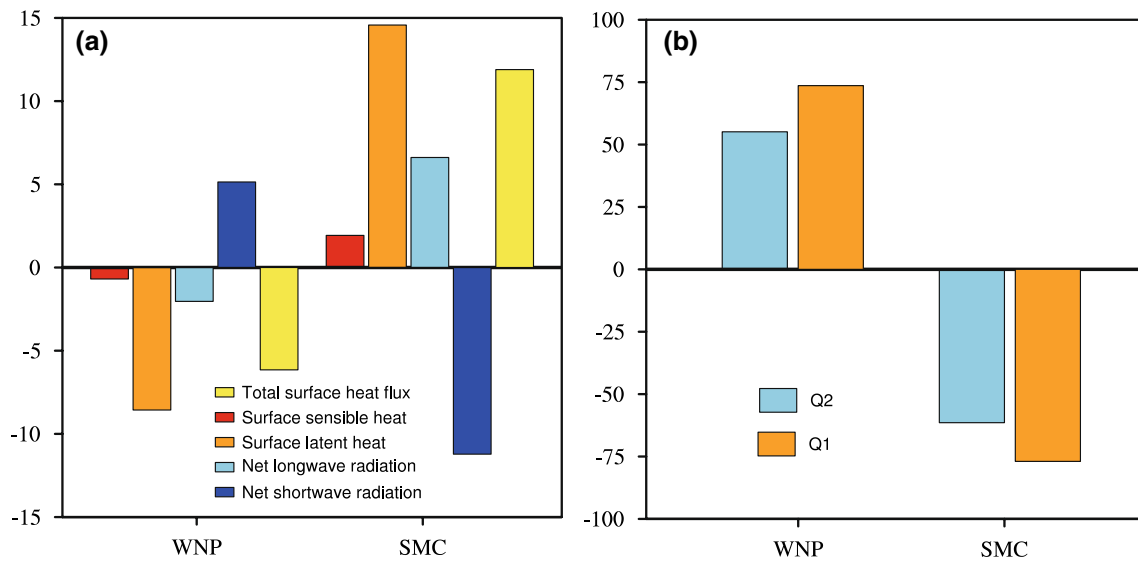 (a)
15
10
5
0
-5
-10
-15
WNP
SMC
Total surface heat flux
Surface sensible heat
Surface latent heat
Net longwave radiation
Net shortwave radiation
(b)
100
75
50
25
0
-25
-50
-75
-100
WNP
SMC
Q2
Q1